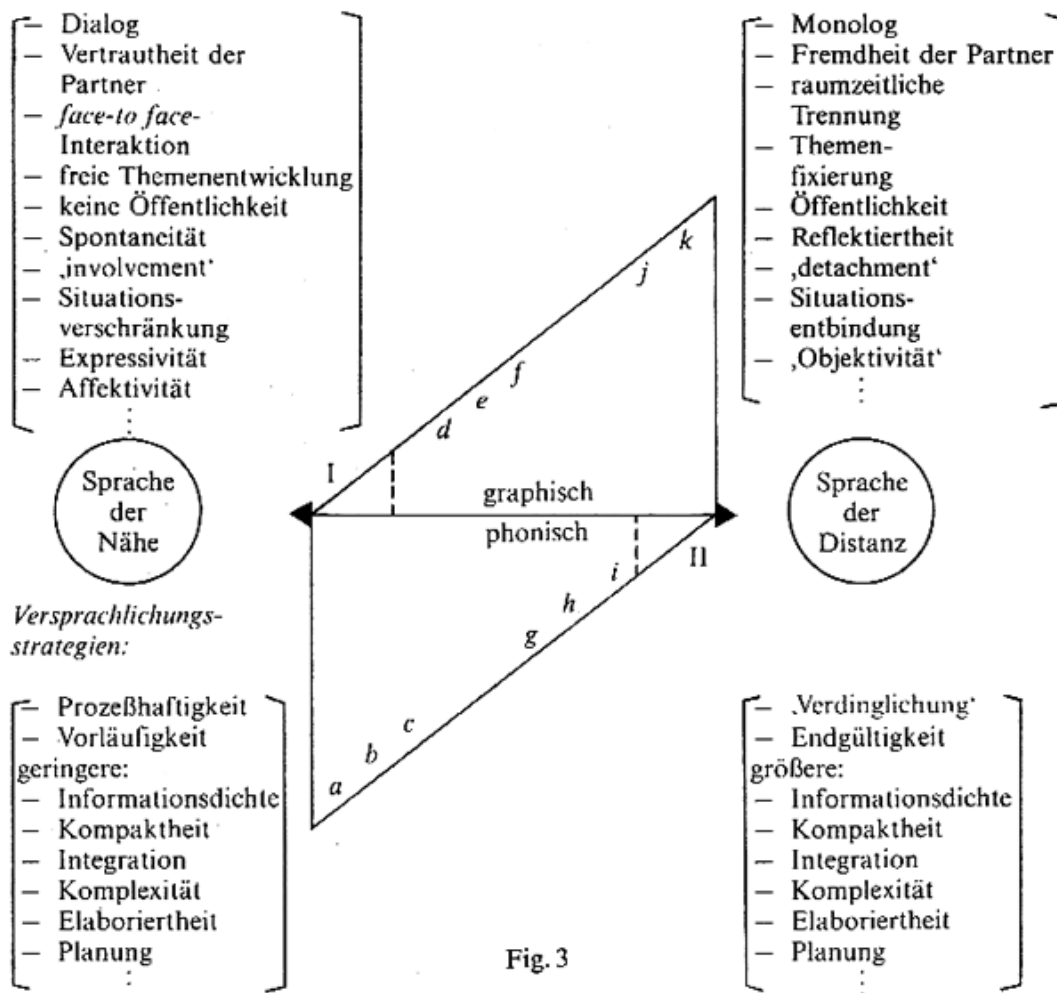 – Dialog
– Vertrautheit der
Partner
– face-to face-
Interaktion
– freie Themenentwicklung
– keine Öffentlichkeit
– Spontaneität
– ‚involvement‘
– Situations-
verschränkung
– Expressivität
– Affektivität
⋮
– Monolog
– Fremdheit der Partner
– raumzeitliche
Trennung
– Themen-
fixierung
– Öffentlichkeit
– Reflektiertheit
– ‚detachment‘
– Situations-
entbindung
– ‚Objektivität‘
⋮
k
j
f
e
d
I
Sprache
der
Nähe
graphisch
phonisch
Sprache
der
Distanz
II
i
h
g
c
b
a
Versprachlichungs-
strategien:
– Prozeßhaftigkeit
– Vorläufigkeit
geringere:
– Informationsdichte
– Kompaktheit
– Integration
– Komplexität
– Elaboriertheit
– Planung
⋮
– ‚Verdinglichung‘
– Endgültigkeit
größere:
– Informationsdichte
– Kompaktheit
– Integration
– Komplexität
– Elaboriertheit
– Planung
⋮
Fig. 3